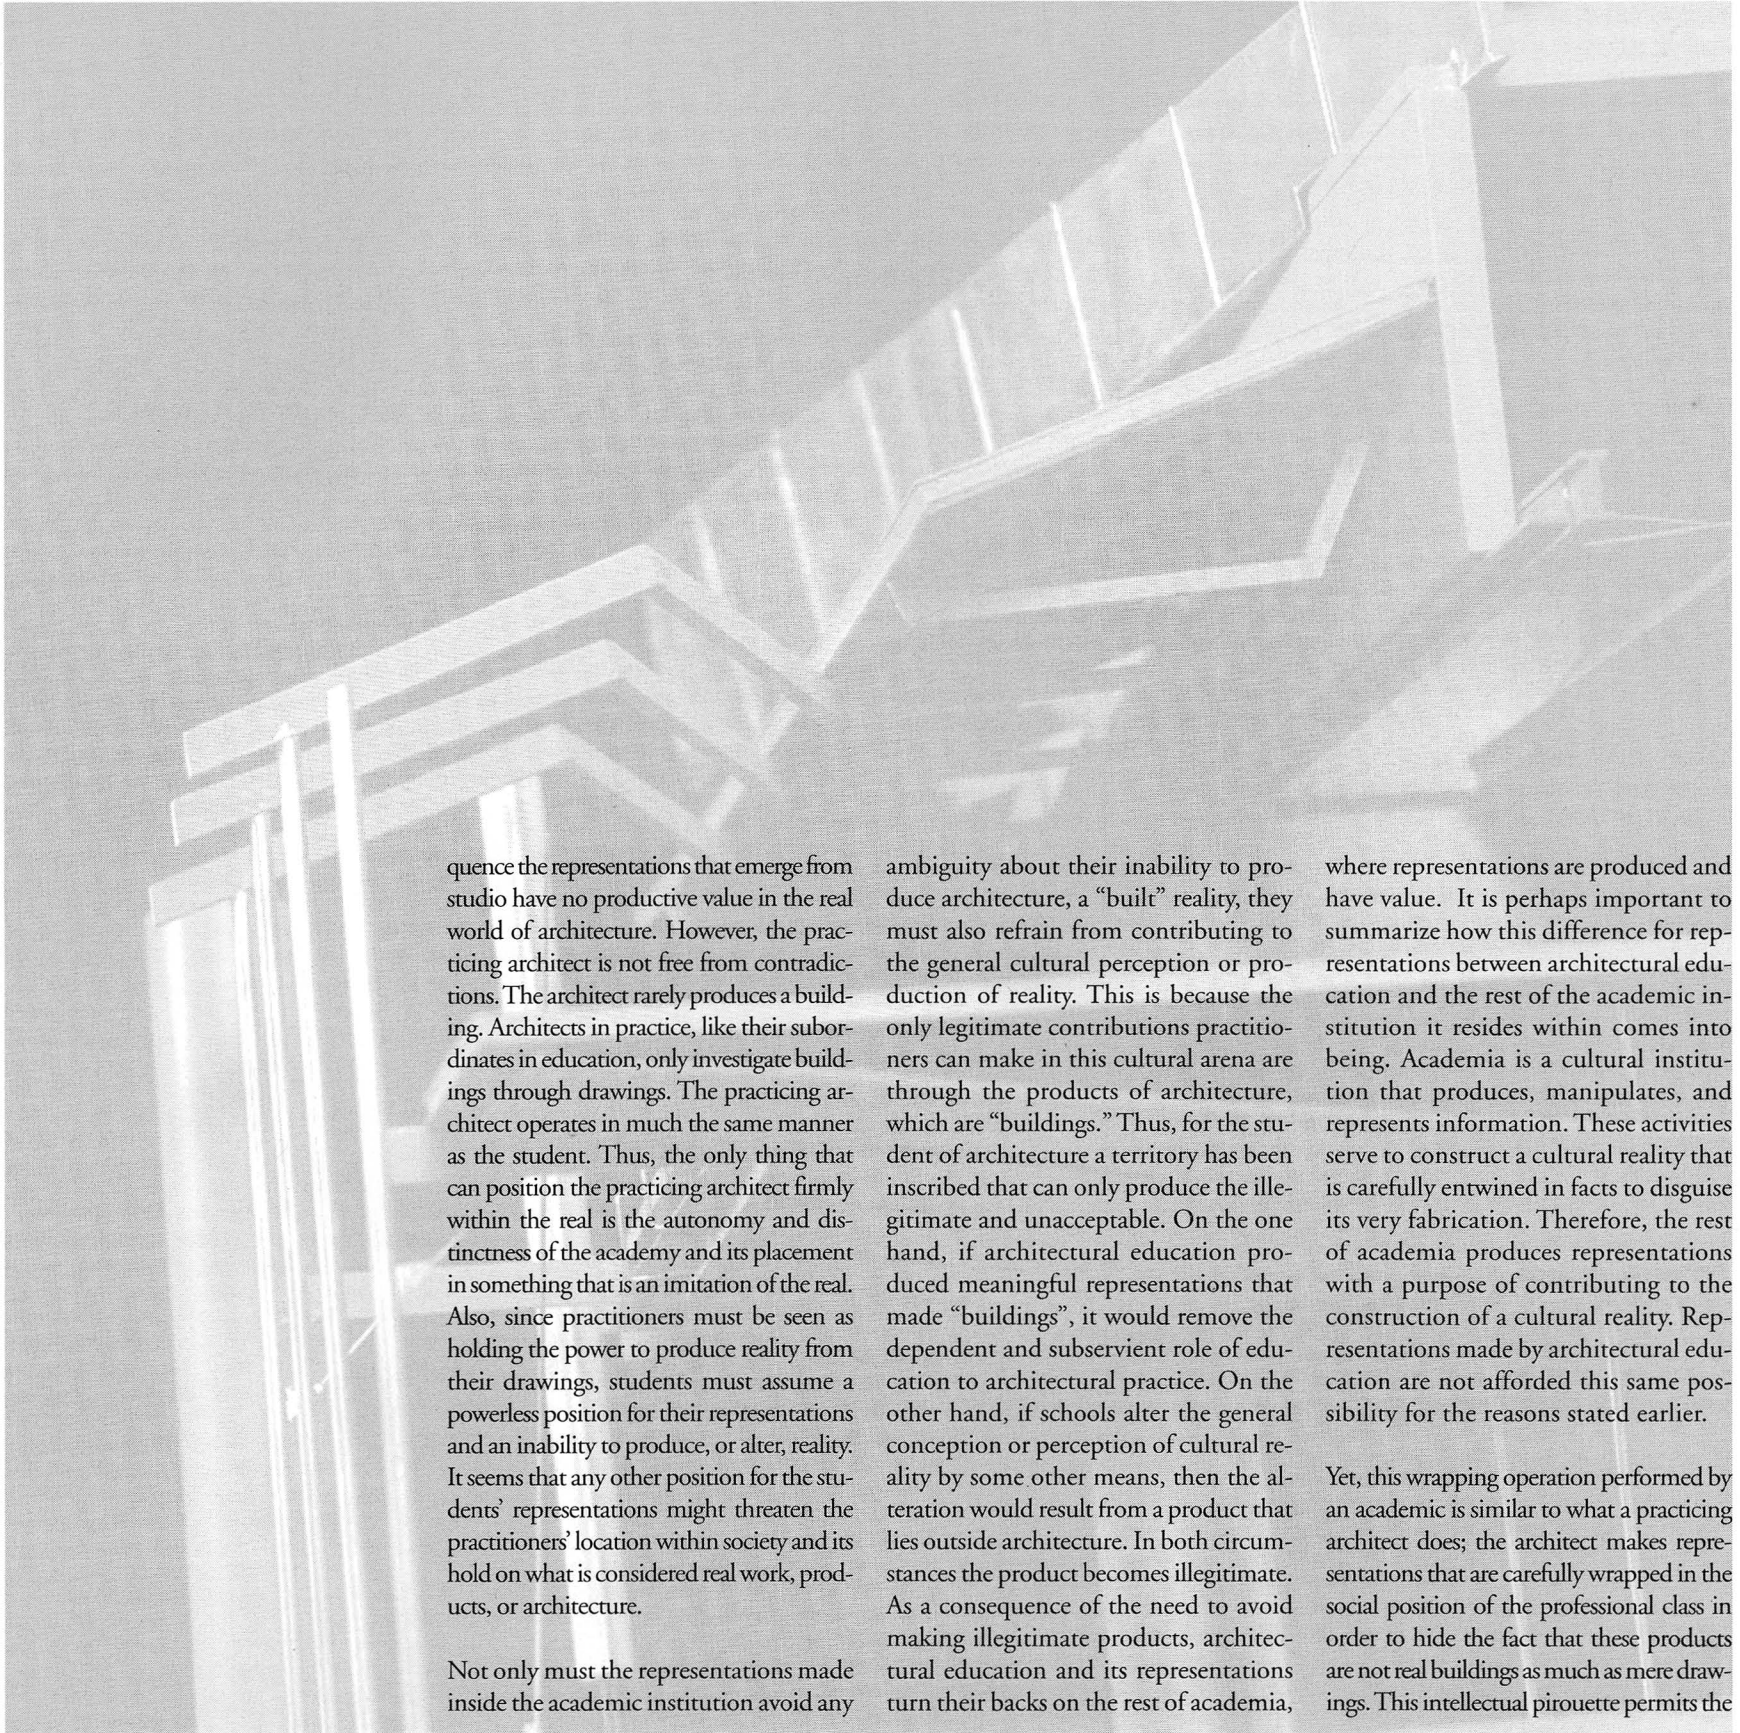 quence the representations that emerge from
studio have no productive value in the real
world of architecture. However, the prac-
ticing architect is not free from contradic-
tions. The architect rarely produces a build-
ing. Architects in practice, like their subor-
dinates in education, only investigate build-
ings through drawings. The practicing ar-
chitect operates in much the same manner
as the student. Thus, the only thing that
can position the practicing architect firmly
within the real is the autonomy and dis-
tinctness of the academy and its placement
in something that is an imitation of the real.
Also, since practitioners must be seen as
holding the power to produce reality from
their drawings, students must assume a
powerless position for their representations
and an inability to produce, or alter, reality.
It seems that any other position for the stu-
dents’ representations might threaten the
practitioners’ location within society and its
hold on what is considered real work, prod-
ucts, or architecture.
Not only must the representations made
inside the academic institution avoid any
ambiguity about their inability to pro-
duce architecture, a “built” reality, they
must also refrain from contributing to
the general cultural perception or pro-
duction of reality. This is because the
only legitimate contributions practitio-
ners can make in this cultural arena are
through the products of architecture,
which are “buildings.” Thus, for the stu-
dent of architecture a territory has been
inscribed that can only produce the ille-
gitimate and unacceptable. On the one
hand, if architectural education pro-
duced meaningful representations that
made “buildings”, it would remove the
dependent and subservient role of edu-
cation to architectural practice. On the
other hand, if schools alter the general
conception or perception of cultural re-
ality by some other means, then the al-
teration would result from a product that
lies outside architecture. In both circum-
stances the product becomes illegitimate.
As a consequence of the need to avoid
making illegitimate products, architec-
tural education and its representations
turn their backs on the rest of academia,
where representations are produced and
have value. It is perhaps important to
summarize how this difference for rep-
resentations between architectural edu-
cation and the rest of the academic in-
stitution it resides within comes into
being. Academia is a cultural institu-
tion that produces, manipulates, and
represents information. These activities
serve to construct a cultural reality that
is carefully entwined in facts to disguise
its very fabrication. Therefore, the rest
of academia produces representations
with a purpose of contributing to the
construction of a cultural reality. Rep-
resentations made by architectural edu-
cation are not afforded this same pos-
sibility for the reasons stated earlier.
Yet, this wrapping operation performed by
an academic is similar to what a practicing
architect does; the architect makes repre-
sentations that are carefully wrapped in the
social position of the professional class in
order to hide the fact that these products
are not real buildings as much as mere draw-
ings. This intellectual pirouette permits the